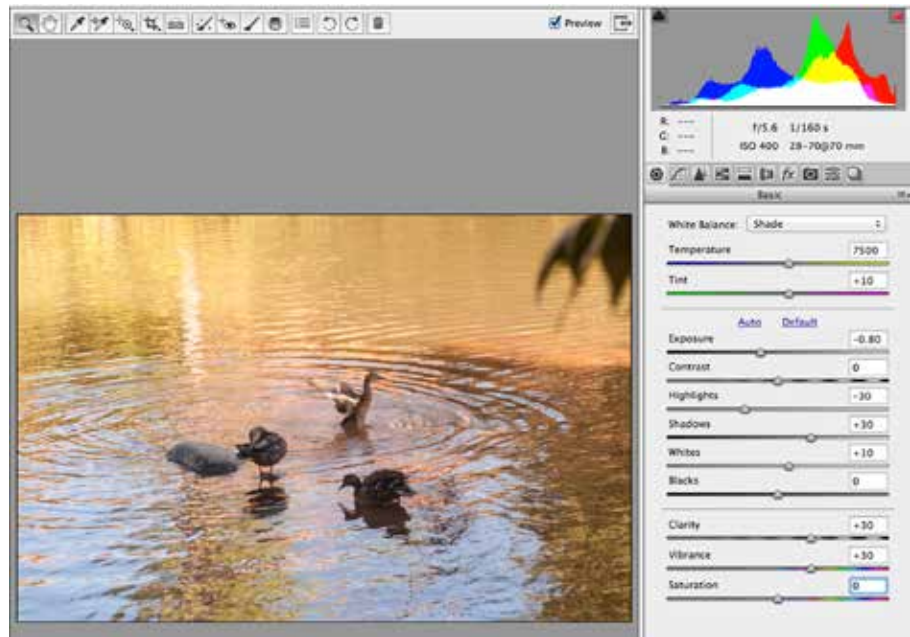 Preview
R: ---
G: ---
B: ---
f/5.6 1/160 s
ISO 400 28-70@70 mm
fx
Basic
White Balance: Shade
Temperature 7500
Tint +10
Auto Default
Exposure -0.80
Contrast 0
Highlights -30
Shadows +30
Whites +10
Blacks 0
Clarity +30
Vibrance +30
Saturation 0